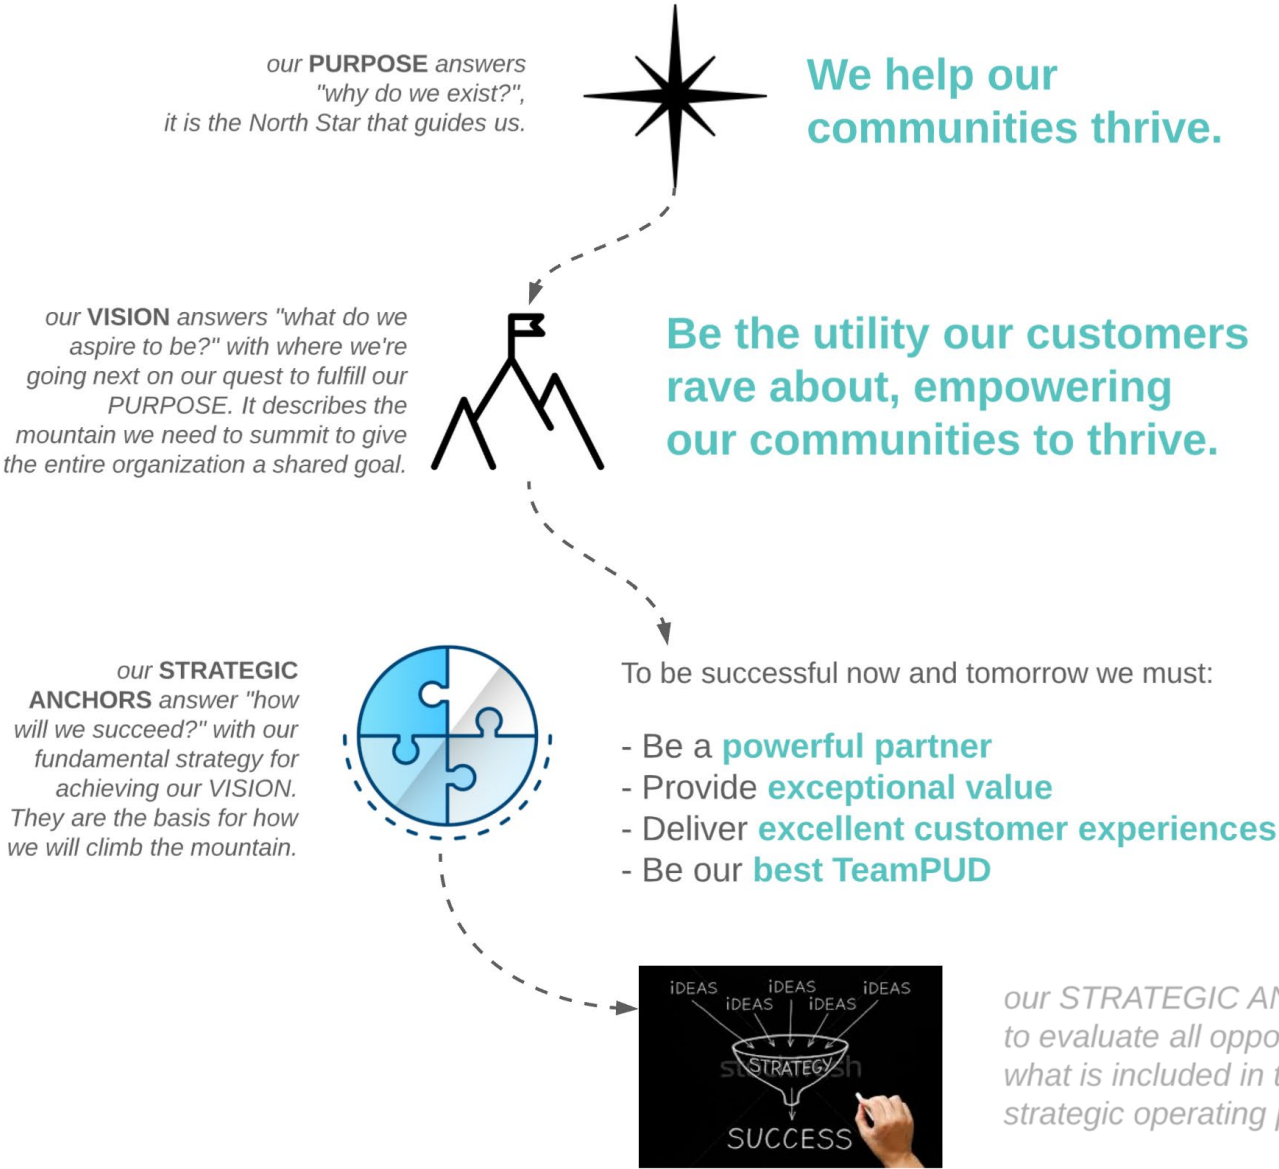 our PURPOSE answers
"why do we exist?",
it is the North Star that guides us.
We help our
communities thrive.
our VISION answers "what do we
aspire to be?" with where we're
going next on our quest to fulfill our
PURPOSE. It describes the
mountain we need to summit to give
the entire organization a shared goal.
Be the utility our customers
rave about, empowering
our communities to thrive.
our STRATEGIC
ANCHORS answer "how
will we succeed?" with our
fundamental strategy for
achieving our VISION.
They are the basis for how
we will climb the mountain.
To be successful now and tomorrow we must:
- Be a powerful partner
- Provide exceptional value
- Deliver excellent customer experiences
- Be our best TeamPUD
iDEAS iDEAS iDEAS
iDEAS iDEAS
STRATEGY
SUCCESS
our STRATEGIC
to evaluate all
what is included in
strategic operating